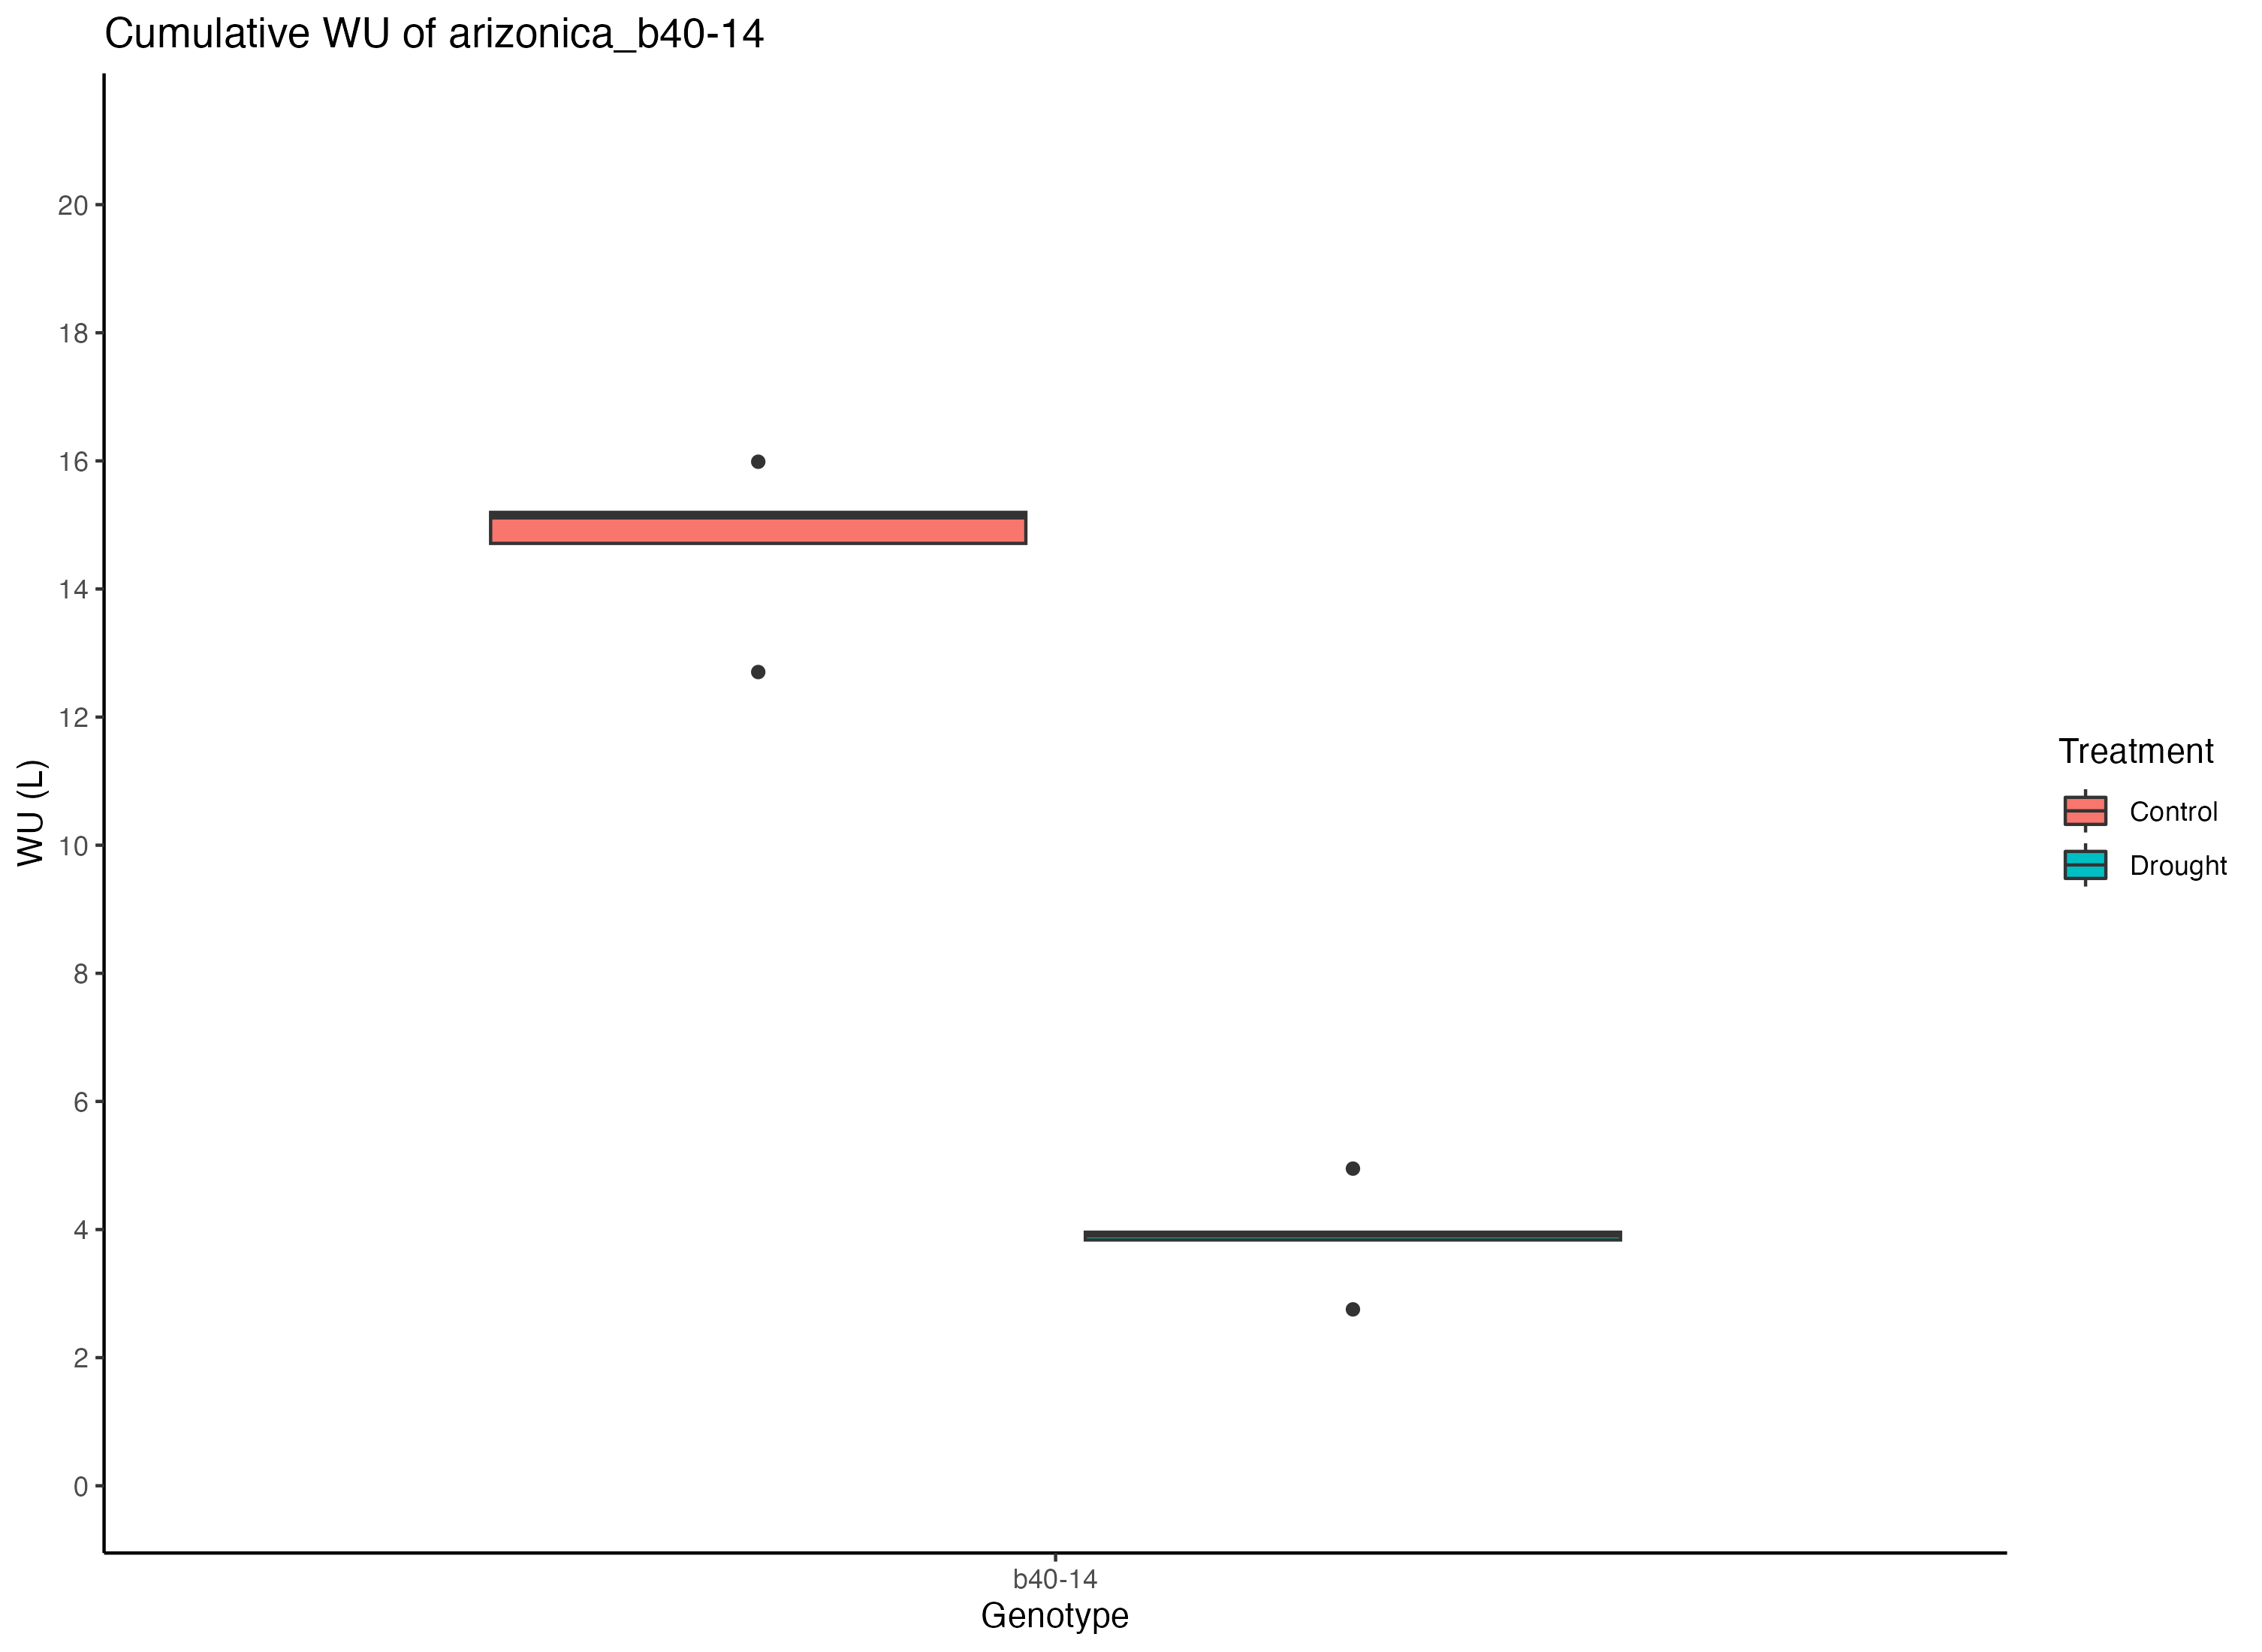 Cumulative WU of arizonica_b40-14
20
18
16
14
12
10
8
6
4
2
0
WU (L)
b40-14
Genotype
Treatment
Control
Drought